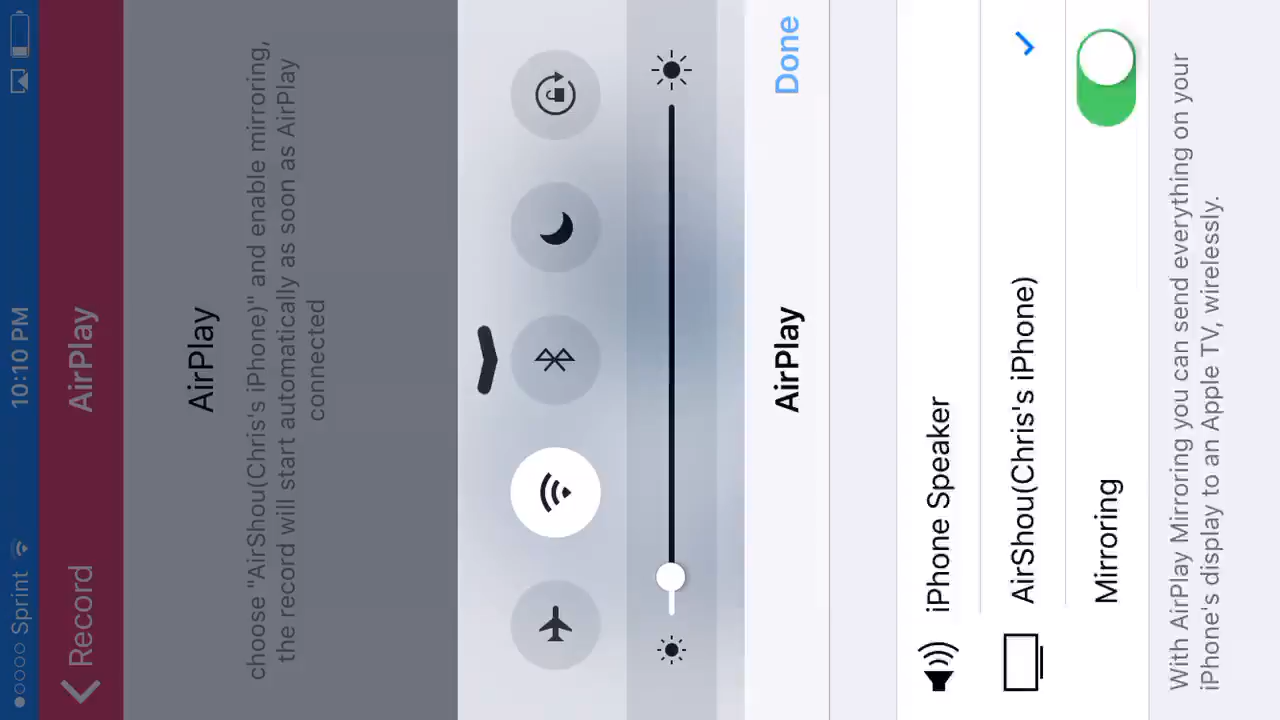 Sprint 10:10 PM
Record AirPlay
AirPlay
choose "AirShou(Chris's iPhone)" and enable mirroring,
the record will start automatically as soon as AirPlay
connected
AirPlay Done
iPhone Speaker
AirShou(Chris's iPhone)
Mirroring
With AirPlay Mirroring you can send everything on your
iPhone's display to an Apple TV, wirelessly.